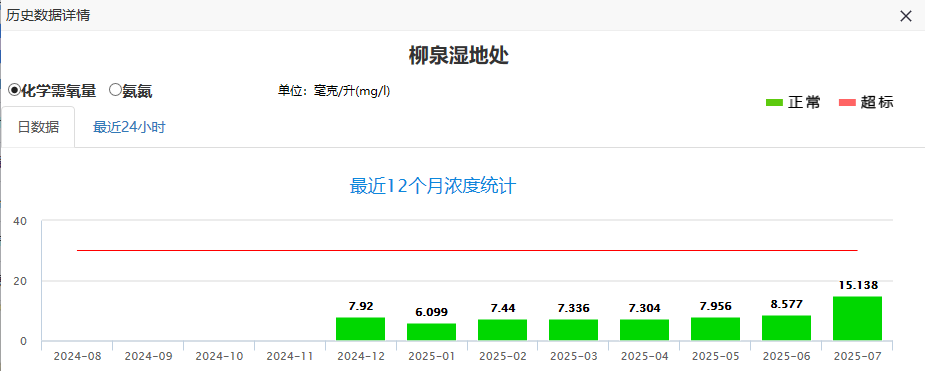 历史数据详情
柳泉湿地处
化学需氧量 氨氮 单位：毫克/升(mg/l)
正常 超标
日数据 最近24小时
最近12个月浓度统计
40
20
0
7.92 6.099 7.44 7.336 7.304 7.956 8.577 15.138
2024-08 2024-09 2024-10 2024-11 2024-12 2025-01 2025-02 2025-03 2025-04 2025-05 2025-06 2025-07